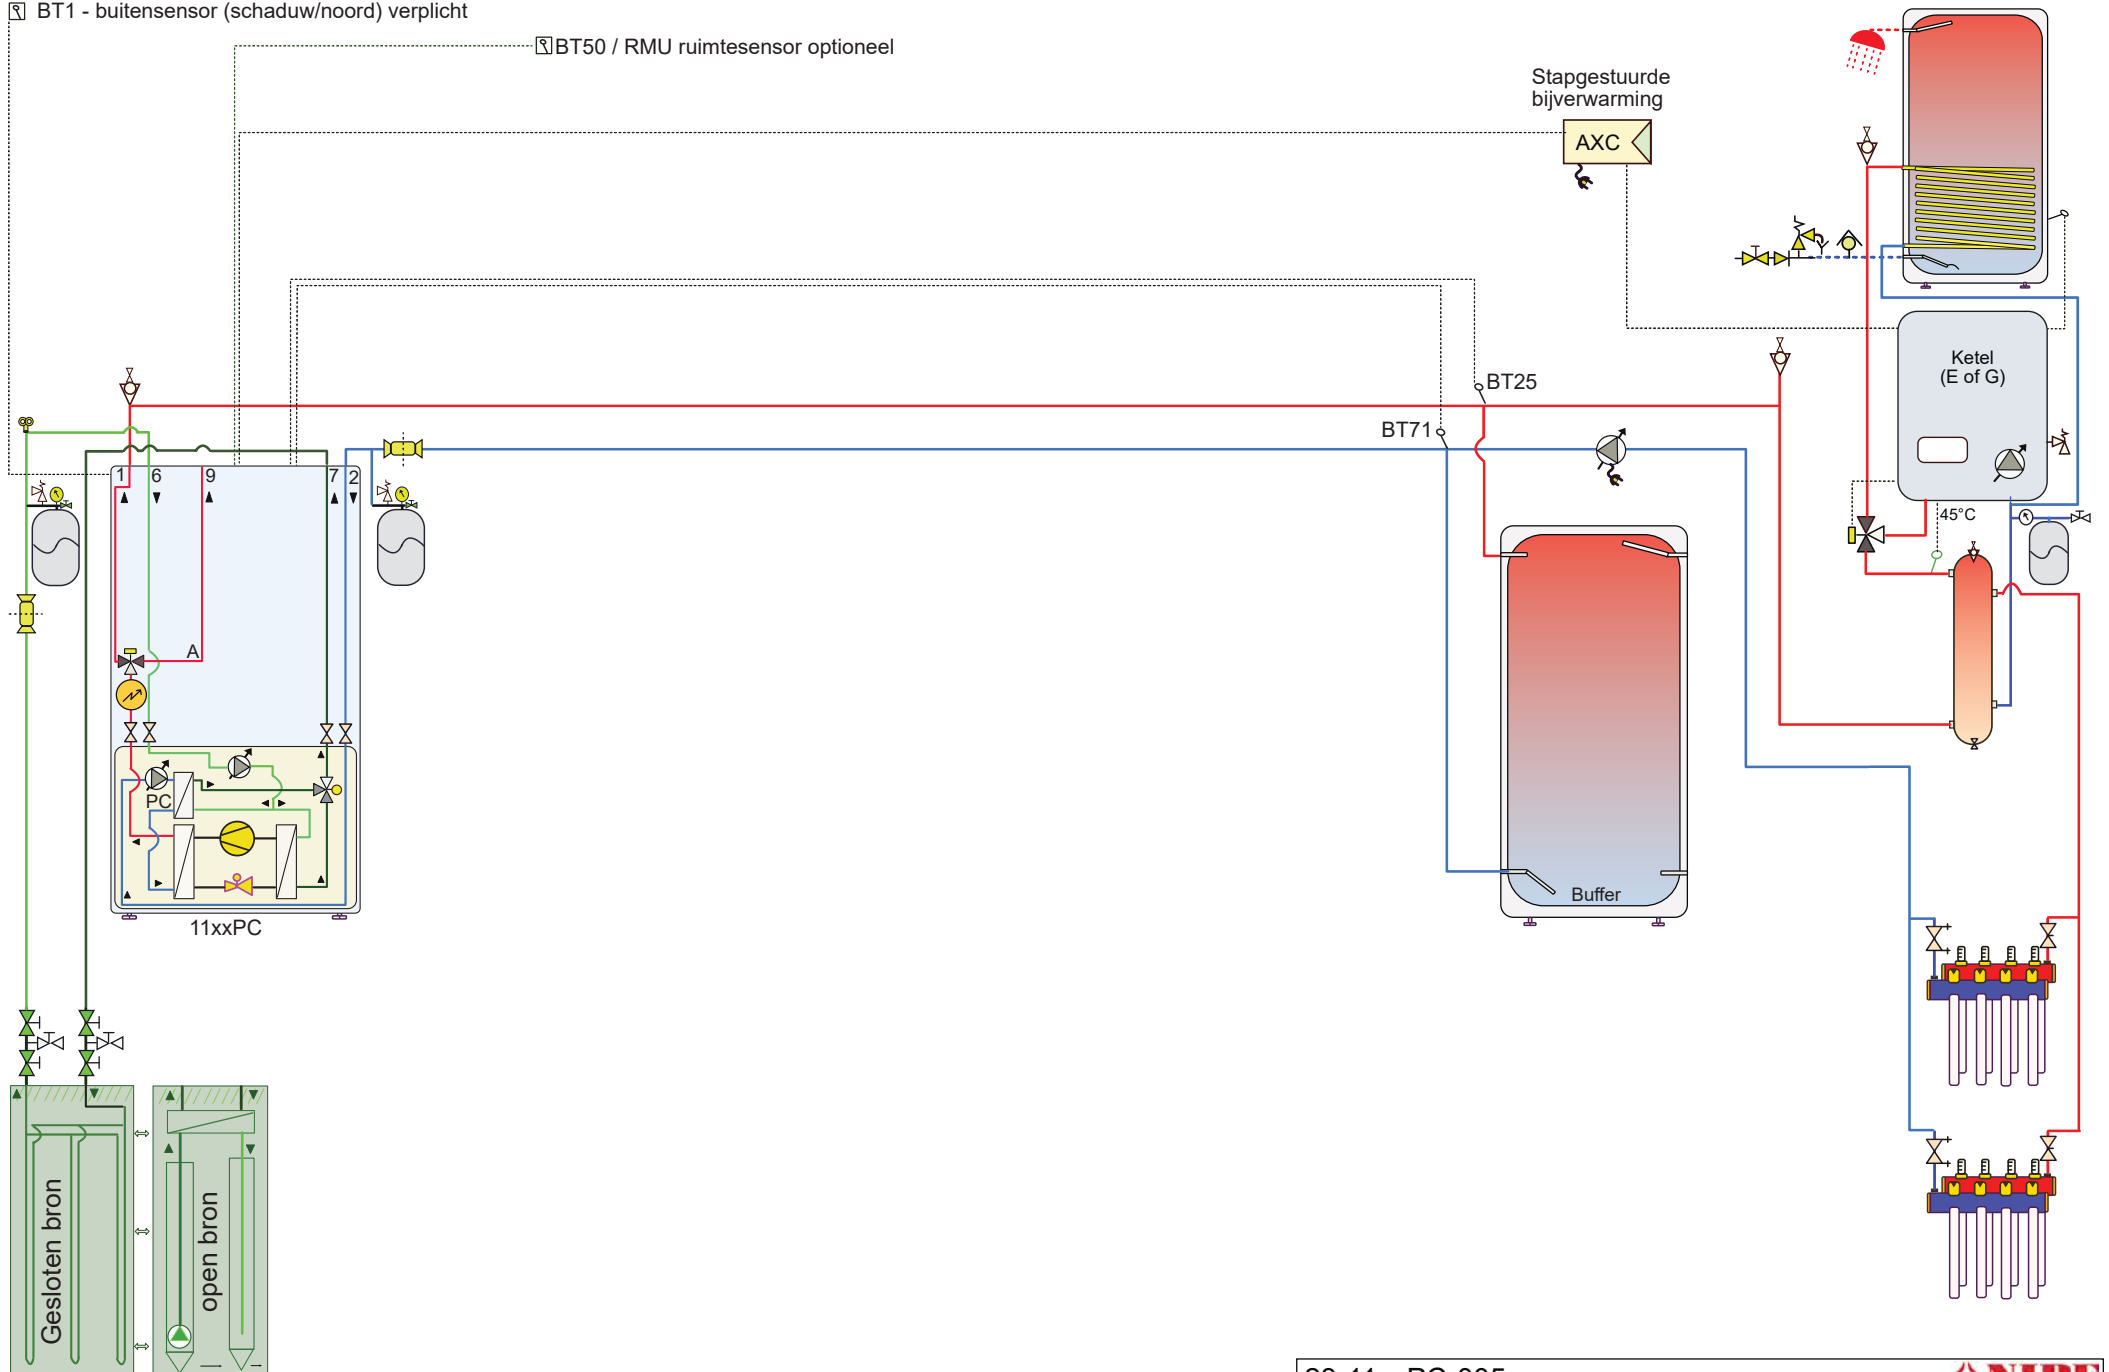 BT1 - buitensensor (schaduw/noord) verplicht
BT50 / RMU ruimtesensor optioneel
Stapgestuurde
bijverwarming
AXC
Ketel
(E of G)
BT25
BT71
1
6
9
7
2
45°C
A
PC
Buffer
11xxPC
Gesloten bron
open bron
NIBE